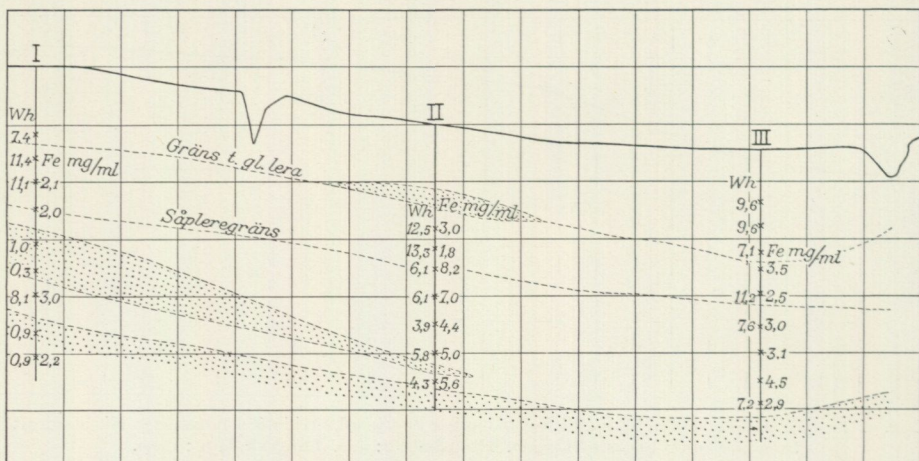 I
II
III
Wh
7,4
11,4 Fe mg/ml
11,1 2,1
2,0
1,0
0,3
8,1 3,0
0,9
0,9 2,2
Gräns t. gl. lera
Såpleregräns
Wh Fe mg/ml
12,5 3,0
13,3 1,8
6,1 8,2
6,1 7,0
3,9 4,4
5,8 5,0
4,3 5,6
Wh
9,6
9,6
7,1 Fe mg/ml
3,5
11,2 2,5
7,6 3,0
3,1
4,5
7,2 2,9